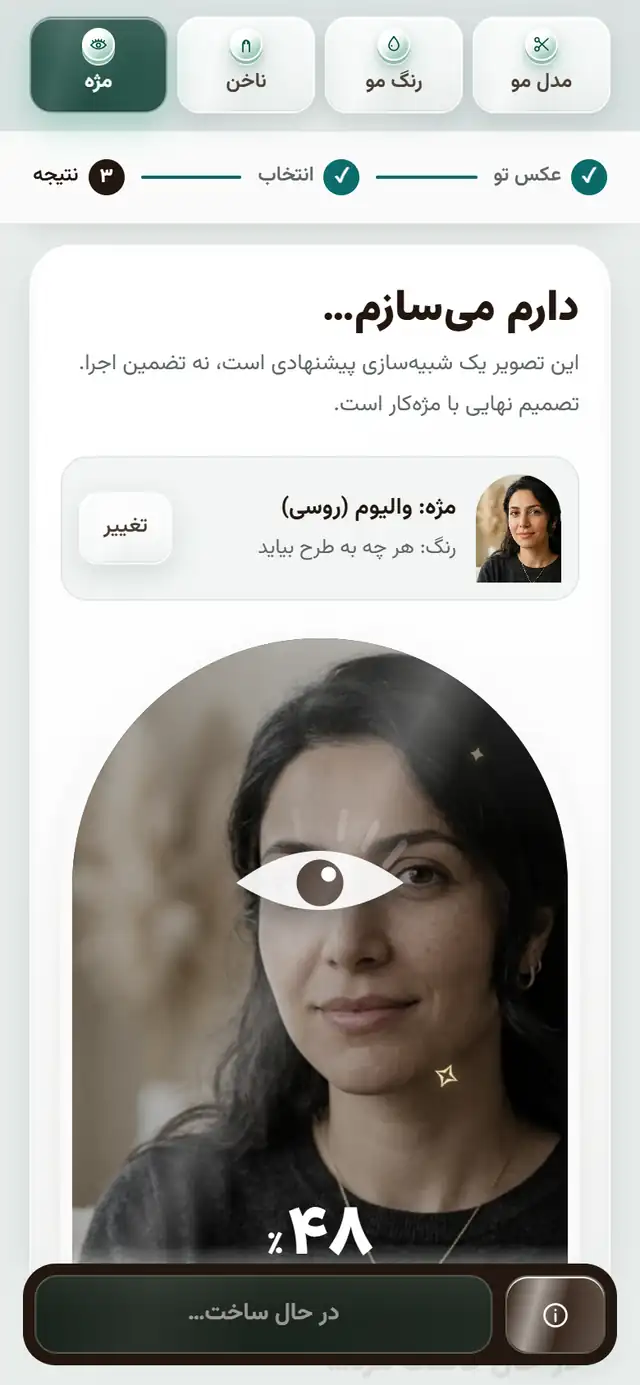 مدل مو
رنگ مو
ناخن
مژه
عکس تو
انتخاب
۳ نتیجه
دارم می‌سازم...
این تصویر یک شبیه‌سازی پیشنهادی است، نه تضمین اجرا.
تصمیم نهایی با مژه‌کار است.
مژه: والیوم (روسی)
رنگ: هر چه به طرح بیاید
تغییر
۴۸٪
در حال ساخت...